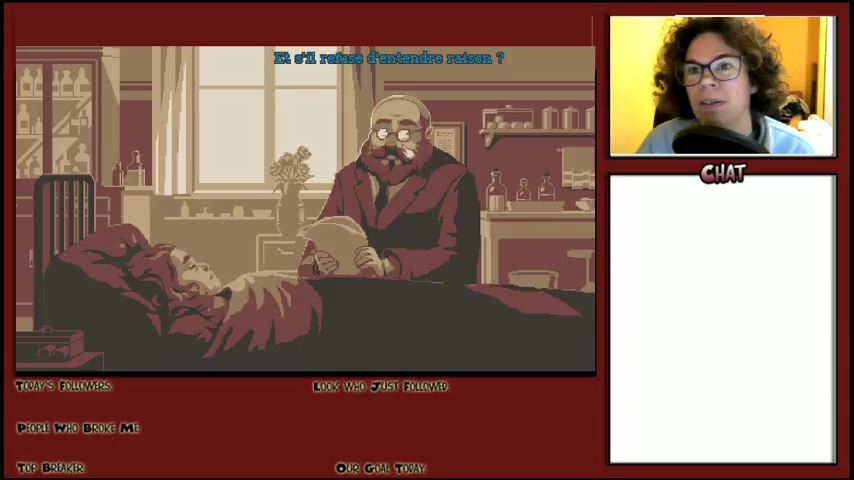 Et s'il refuse d'entendre raison ?
Chat
Today's Followers:
Look who Just Followed:
People Who Broke Me
Top Breaker:
Our Goal Today: